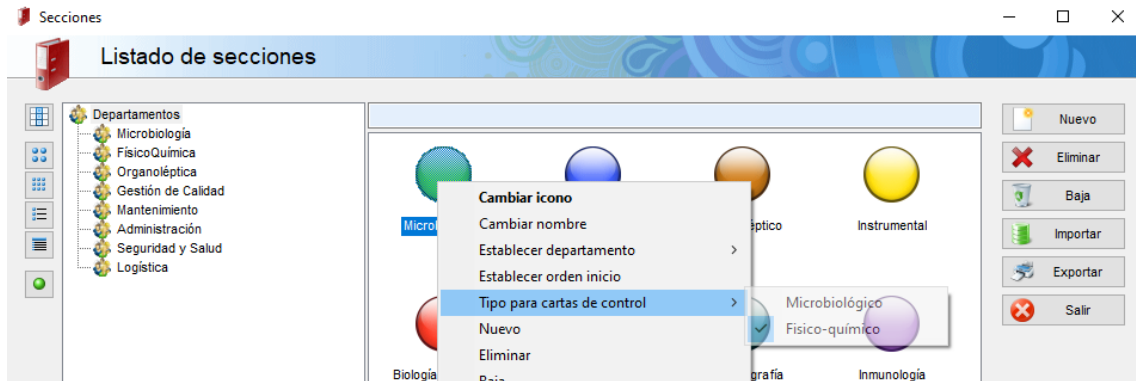 Secciones
Listado de secciones
Departamentos
Microbiología
FísicoQuímica
Organoléptica
Gestión de Calidad
Mantenimiento
Administración
Seguridad y Salud
Logística
Instrumental
Biología
Inmunología
Cambiar icono
Cambiar nombre
Establecer departamento
Establecer orden inicio
Tipo para cartas de control
Nuevo
Eliminar
Baja
Microbiológico
Fisico-químico
Nuevo
Eliminar
Baja
Importar
Exportar
Salir